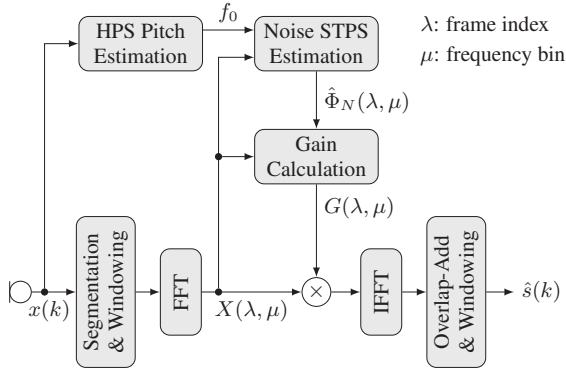 HPS Pitch
Estimation
f₀
Noise STPS
Estimation
λ: frame index
μ: frequency bin
Φ̂_N(λ, μ)
Gain
Calculation
G(λ, μ)
x(k)
Segmentation
& Windowing
FFT
X(λ, μ)
×
IFFT
Overlap-Add
& Windowing
ŝ(k)